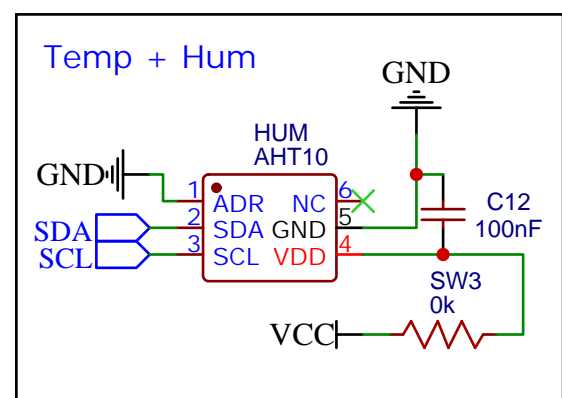 Temp + Hum
GND
HUM
AHT10
GND
1
ADR
NC
6
C12
100nF
SDA
2
SDA
GND
5
SCL
3
SCL
VDD
4
SW3
0k
VCC